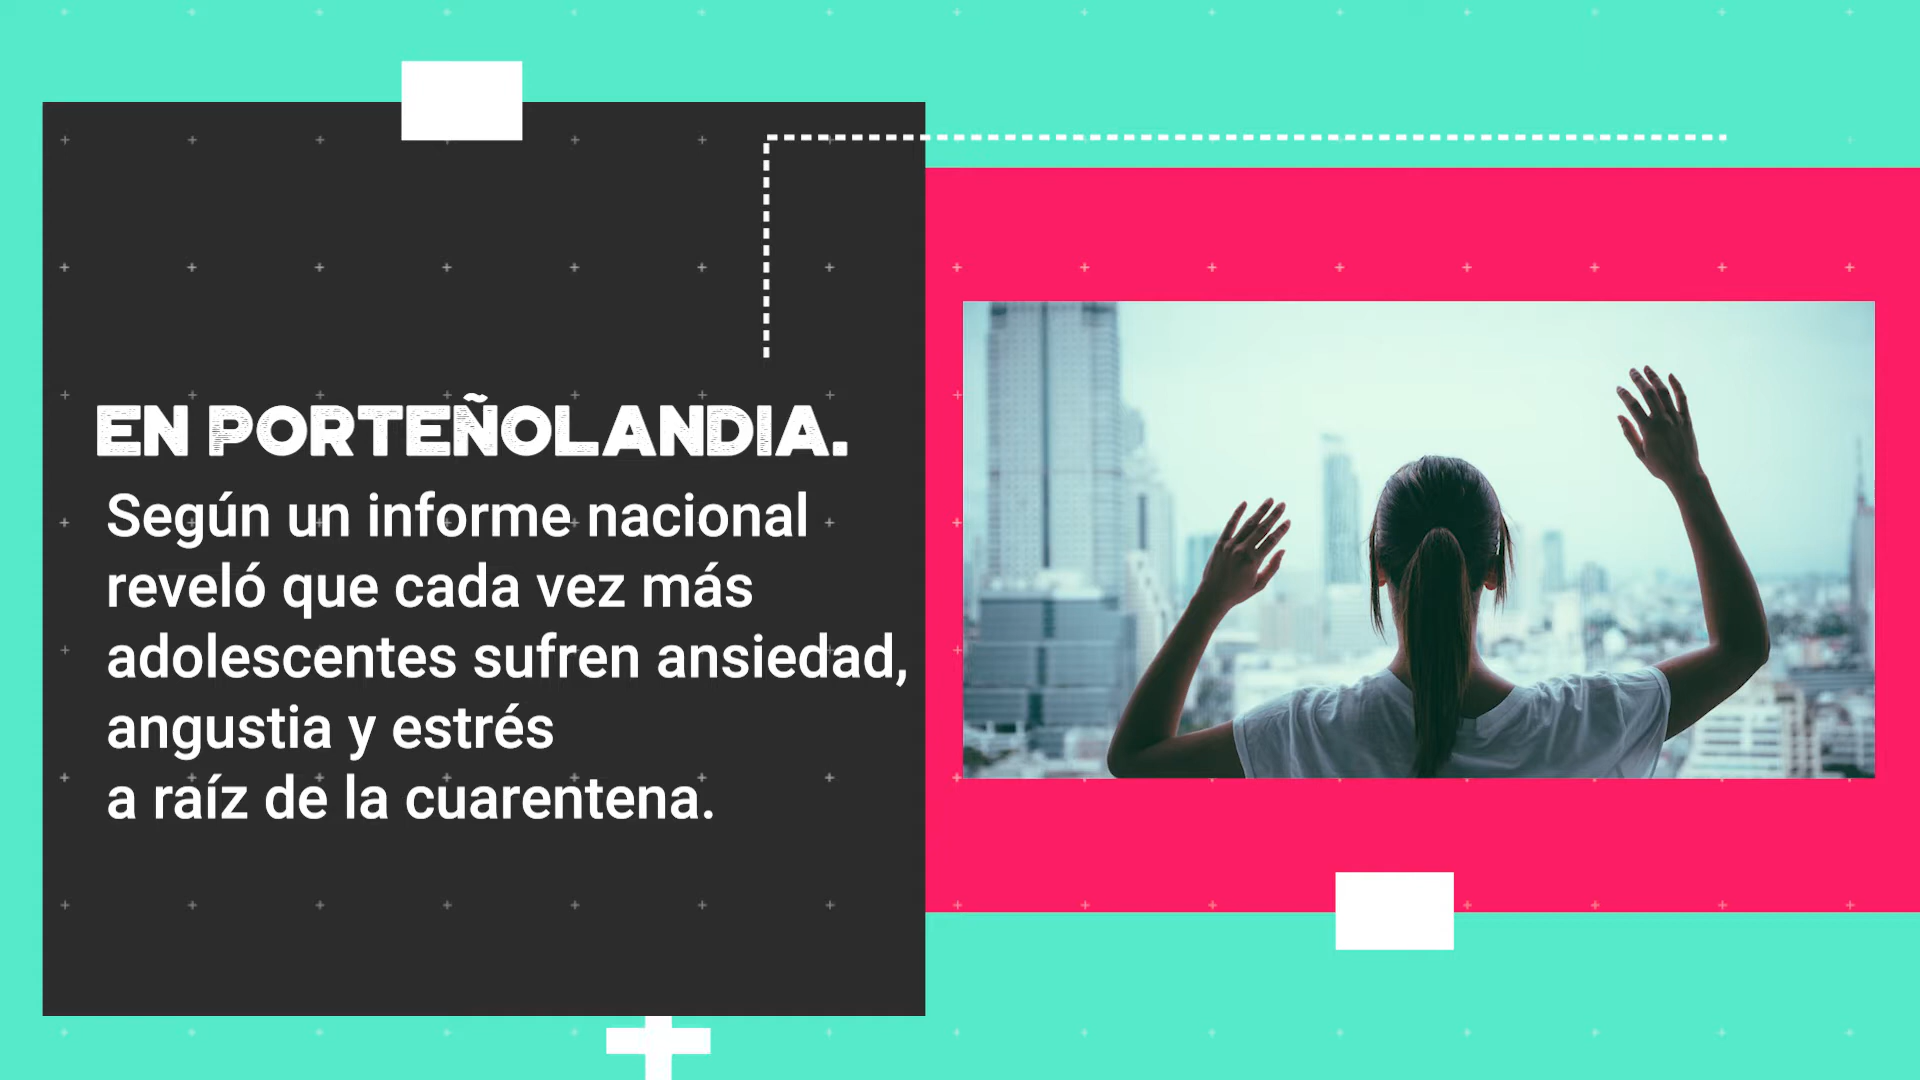 EN PORTEÑOLANDIA.
Según un informe nacional
reveló que cada vez más
adolescentes sufren ansiedad,
angustia y estrés
a raíz de la cuarentena.